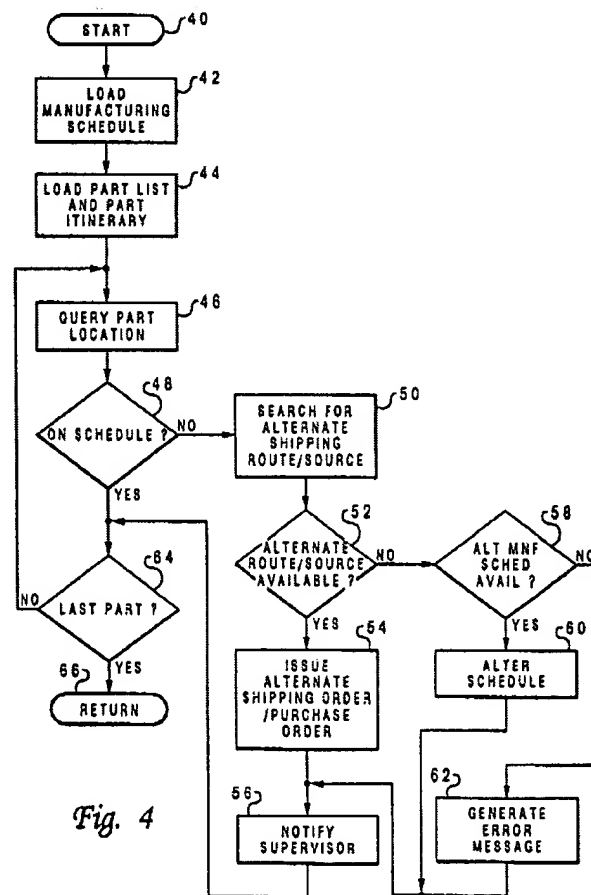 START
40
42
LOAD
MANUFACTURING
SCHEDULE
44
LOAD PART LIST
AND PART
ITINERARY
46
QUERY PART
LOCATION
48
ON SCHEDULE ?
NO
YES
50
SEARCH FOR
ALTERNATE
SHIPPING
ROUTE/SOURCE
52
ALTERNATE
ROUTE/SOURCE
AVAILABLE ?
NO
YES
58
ALT MNF
SCHED
AVAIL ?
NO
YES
54
ISSUE
ALTERNATE
SHIPPING ORDER
/PURCHASE
ORDER
60
ALTER
SCHEDULE
64
LAST PART ?
NO
YES
66
RETURN
56
NOTIFY
SUPERVISOR
62
GENERATE
ERROR
MESSAGE
Fig. 4